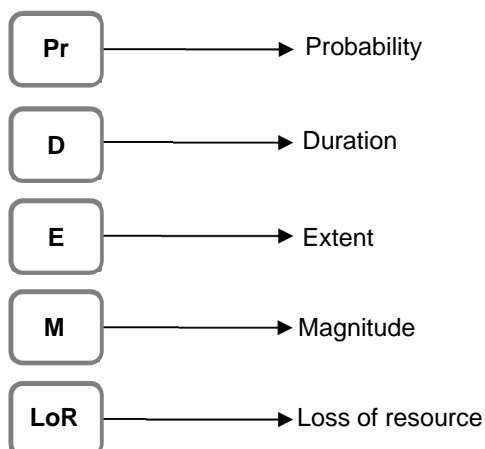 Pr Probability
D Duration
E Extent
M Magnitude
LoR Loss of resource